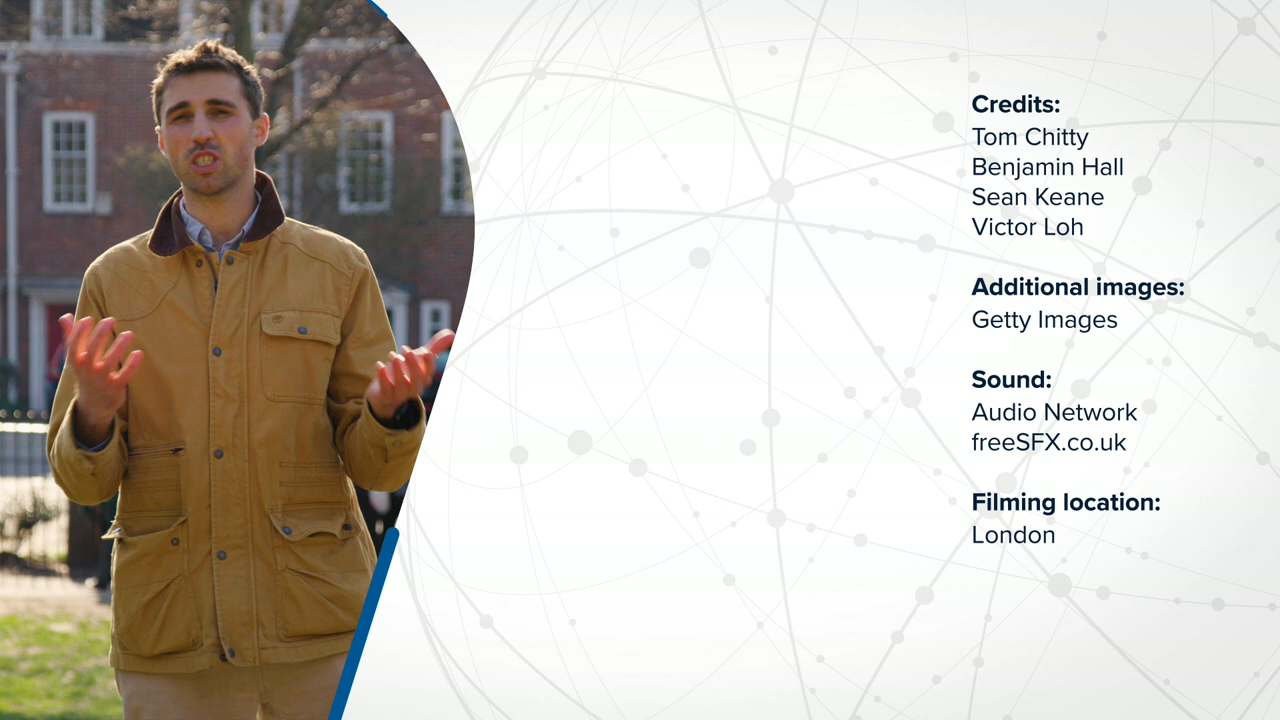 Credits:
Tom Chitty
Benjamin Hall
Sean Keane
Victor Loh
Additional images:
Getty Images
Sound:
Audio Network
freeSFX.co.uk
Filming location:
London